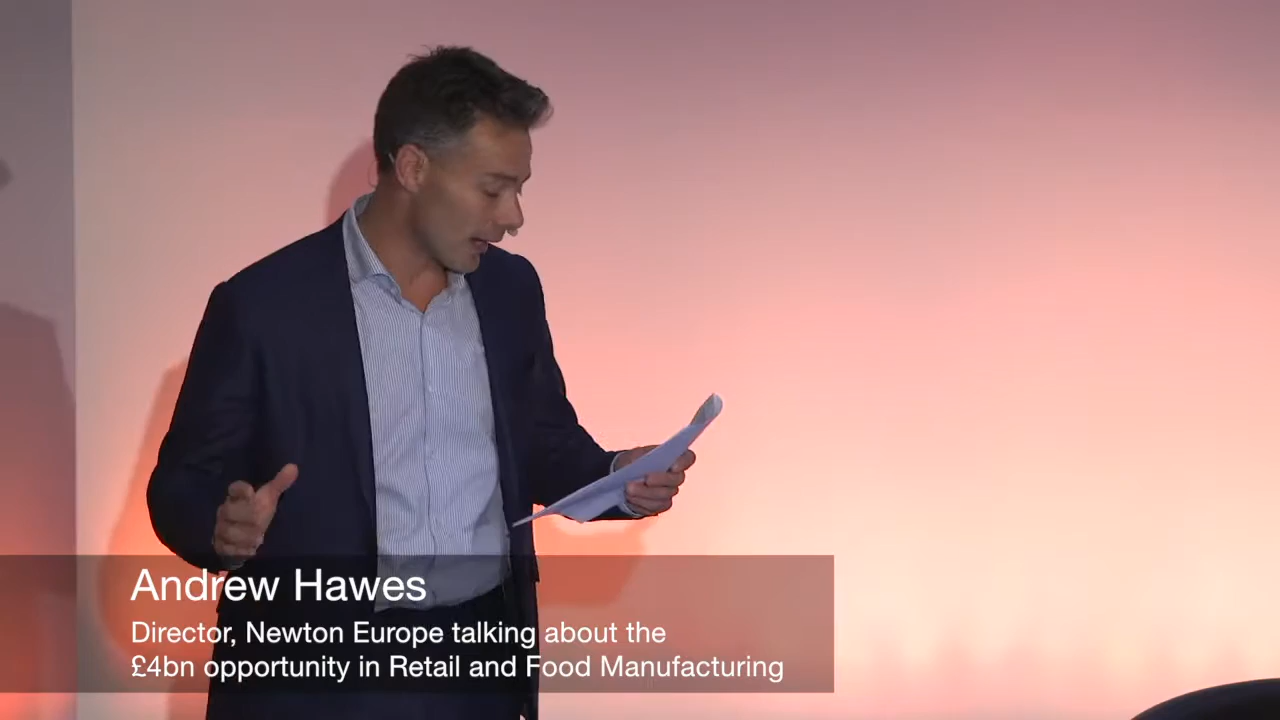 Andrew Hawes
Director, Newton Europe talking about the
£4bn opportunity in Retail and Food Manufacturing